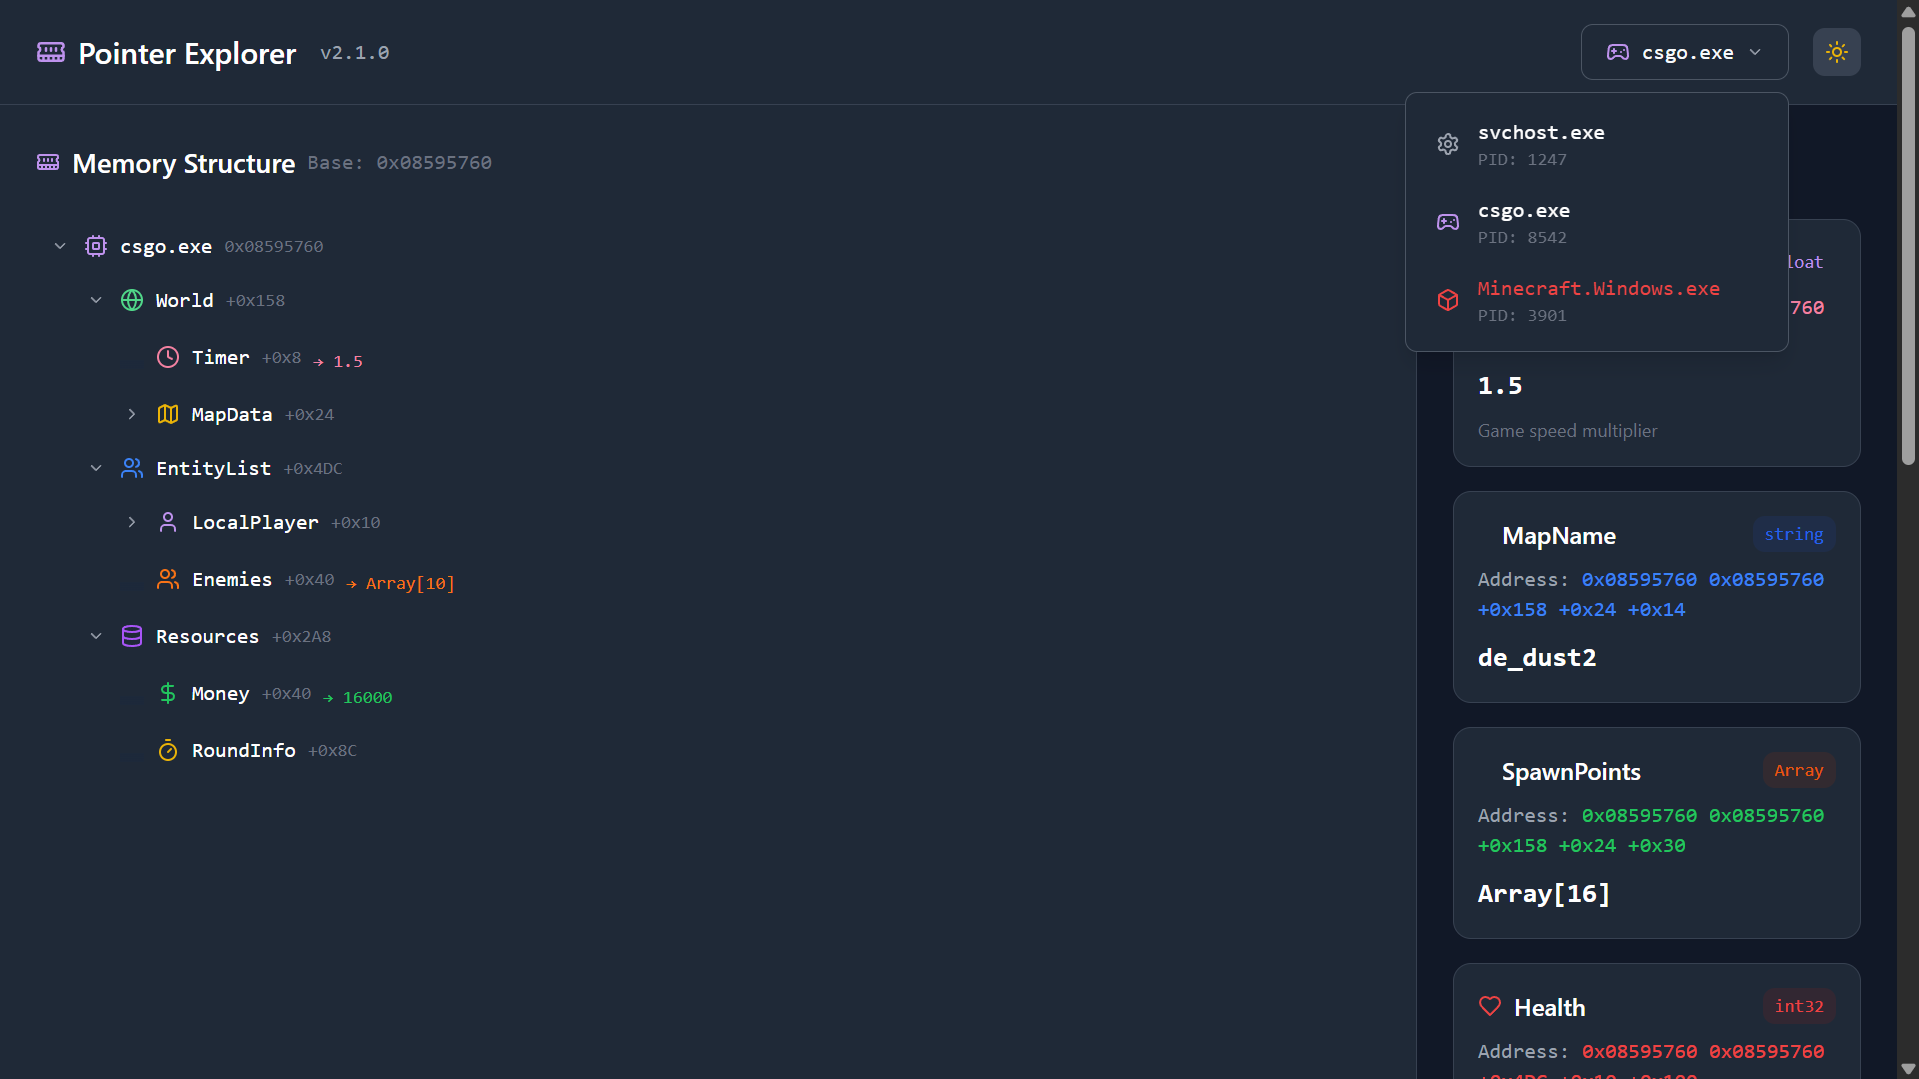 Pointer Explorer v2.1.0
csgo.exe
svchost.exe
PID: 1247
csgo.exe
PID: 8542
Minecraft.Windows.exe
PID: 3901
Memory Structure Base: 0x08595760
csgo.exe 0x08595760
World +0x158
Timer +0x8 → 1.5
MapData +0x24
EntityList +0x4DC
LocalPlayer +0x10
Enemies +0x40 → Array[10]
Resources +0x2A8
Money +0x40 → 16000
RoundInfo +0x8C
loat
760
1.5
Game speed multiplier
MapName string
Address: 0x08595760 0x08595760
+0x158 +0x24 +0x14
de_dust2
SpawnPoints Array
Address: 0x08595760 0x08595760
+0x158 +0x24 +0x30
Array[16]
Health int32
Address: 0x08595760 0x08595760